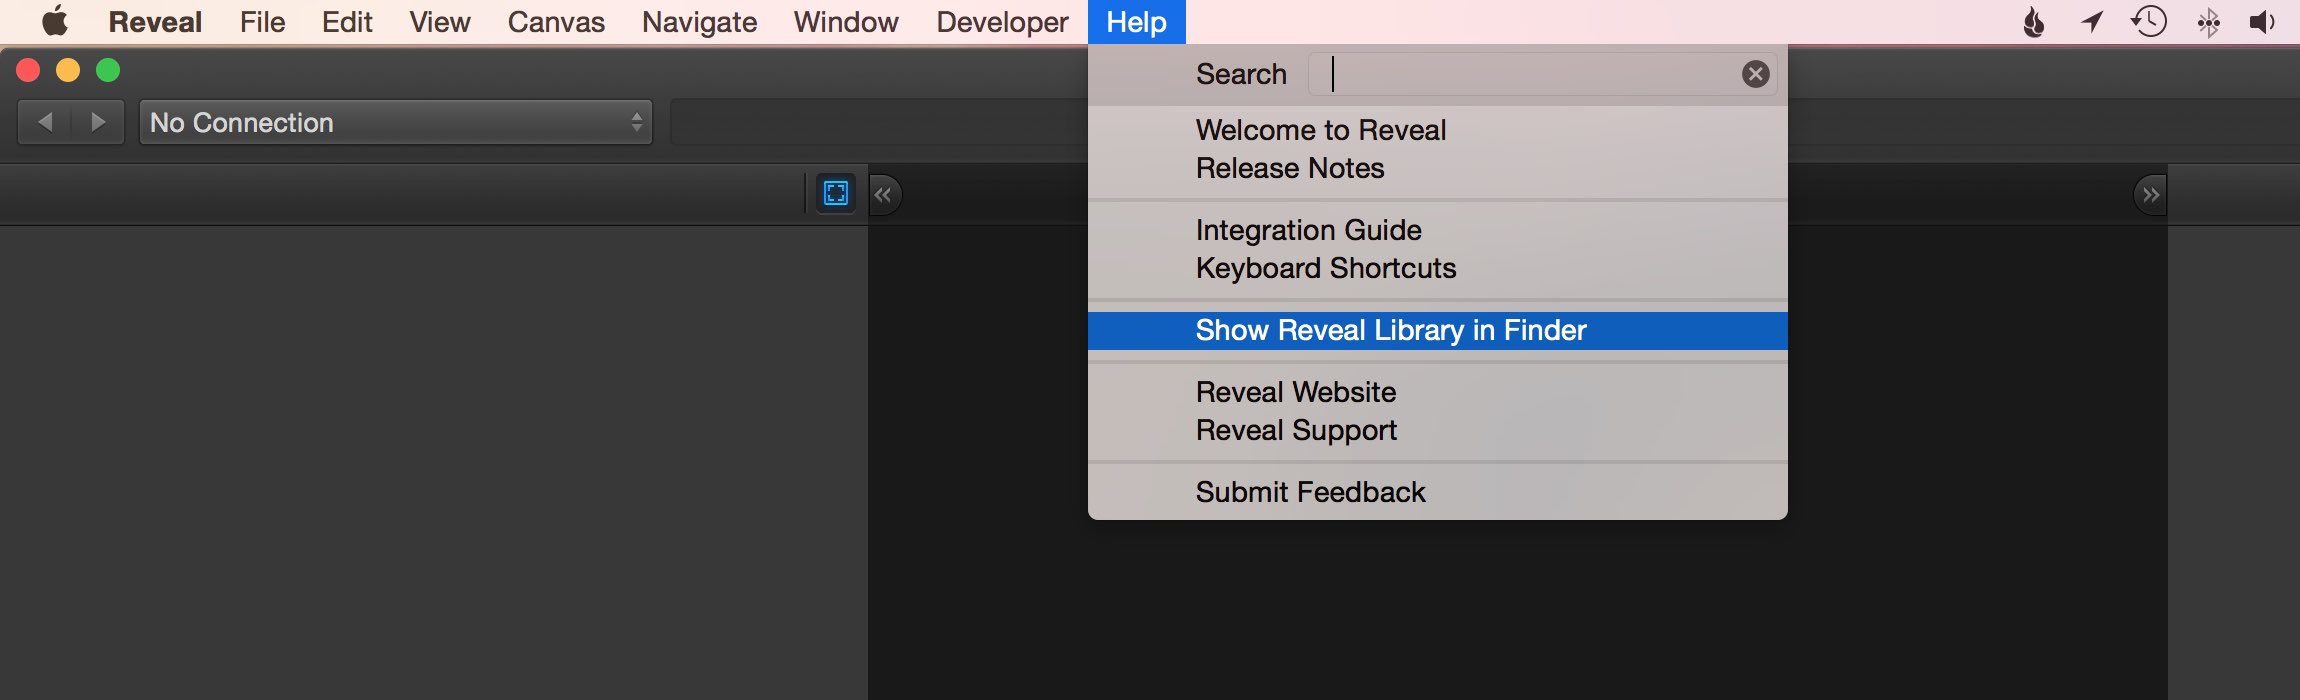 Reveal File Edit View Canvas Navigate Window Developer Help
Search
No Connection
Welcome to Reveal
Release Notes
Integration Guide
Keyboard Shortcuts
Show Reveal Library in Finder
Reveal Website
Reveal Support
Submit Feedback